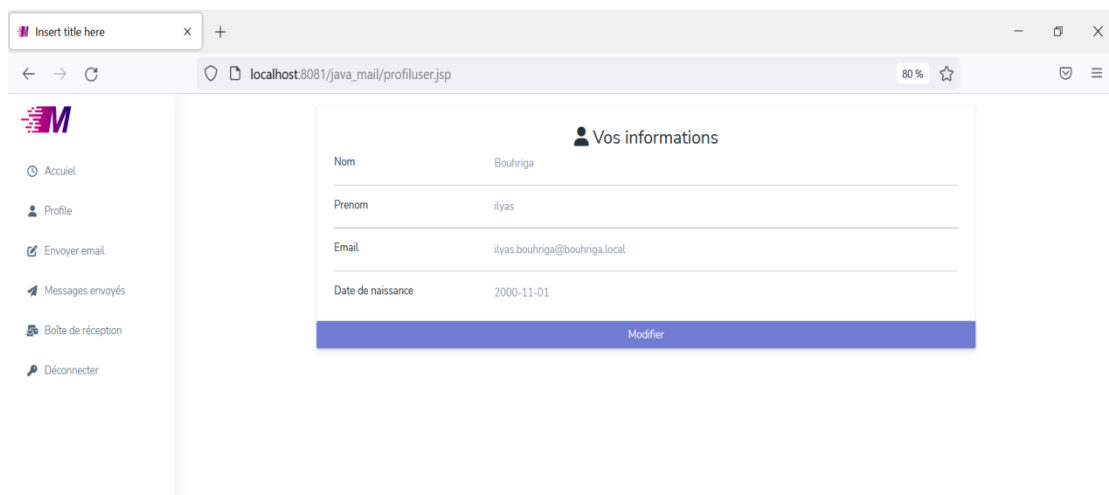 Insert title here
localhost:8081/java_mail/profiluser.jsp
80 %
M
Accuiel
Profile
Envoyer email
Messages envoyés
Boîte de réception
Déconnecter
Vos informations
Nom Bouhriga
Prenom ilyas
Email ilyas.bouhriga@bouhriga.local
Date de naissance 2000-11-01
Modifier